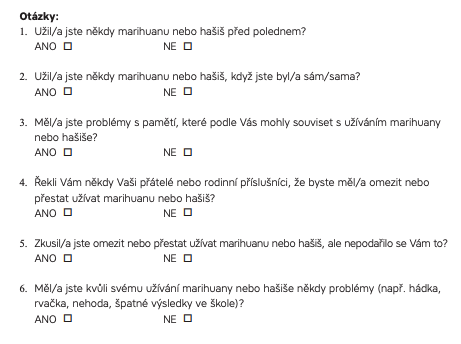 Otázky:
1. Užil/a jste někdy marihuanu nebo hašiš před polednem?
ANO NE
2. Užil/a jste někdy marihuanu nebo hašiš, když jste byl/a sám/sama?
ANO NE
3. Měl/a jste problémy s pamětí, které podle Vás mohly souviset s užíváním marihuany
nebo hašiše?
ANO NE
4. Řekli Vám někdy Vaši přátelé nebo rodinní příslušníci, že byste měl/a omezit nebo
přestat užívat marihuanu nebo hašiš?
ANO NE
5. Zkusil/a jste omezit nebo přestat užívat marihuanu nebo hašiš, ale nepodařilo se Vám to?
ANO NE
6. Měl/a jste kvůli svému užívání marihuany nebo hašiše někdy problémy (např. hádka,
rvačka, nehoda, špatné výsledky ve škole)?
ANO NE